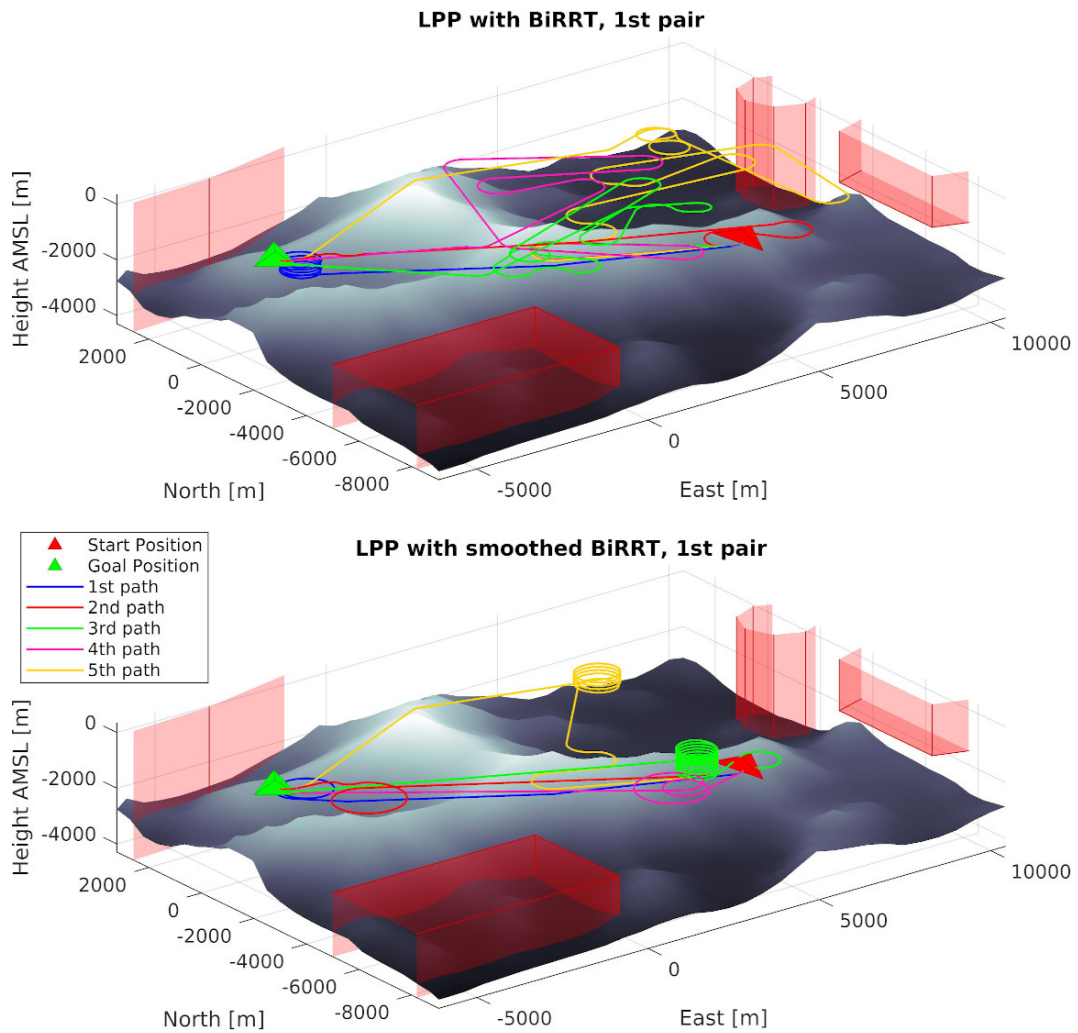 LPP with BiRRT, 1st pair
Height AMSL [m]
0
-2000
-4000
2000
0
-2000
-4000
-6000
-8000
North [m]
-5000
0
5000
10000
East [m]
Start Position
Goal Position
1st path
2nd path
3rd path
4th path
5th path
LPP with smoothed BiRRT, 1st pair
Height AMSL [m]
0
-2000
-4000
2000
0
-2000
-4000
-6000
-8000
North [m]
-5000
0
5000
10000
East [m]